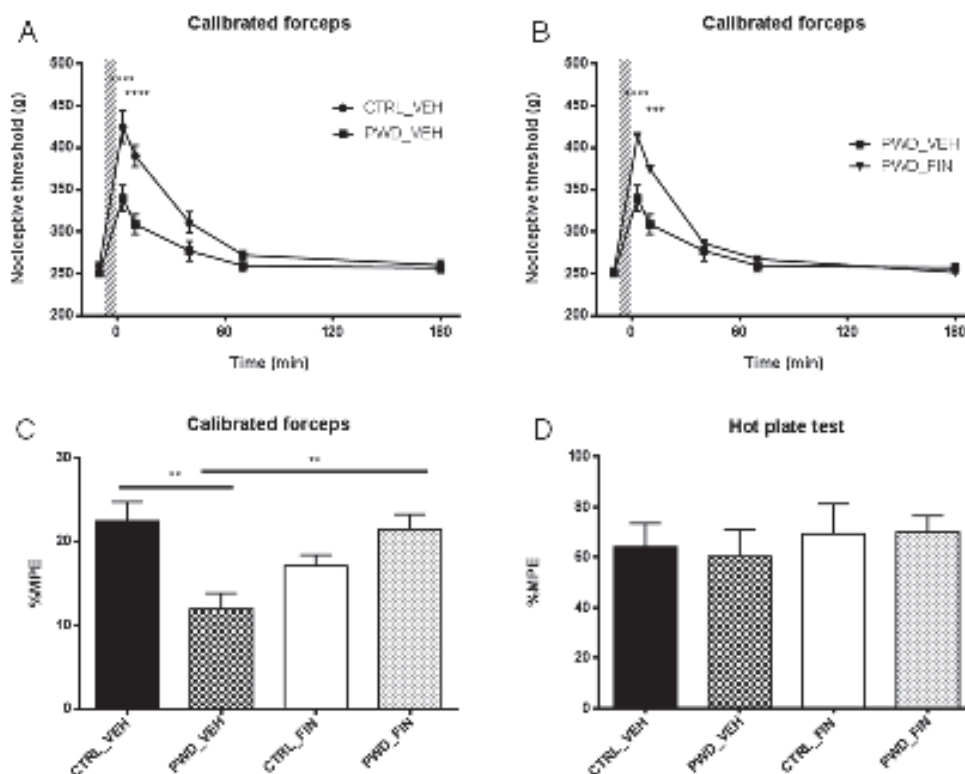 A
Calibrated forceps
Nociceptive threshold (g)
500
450
400
350
300
250
200
****
****
CTRL_VEH
PWD_VEH
0
60
120
180
Time (min)
B
Calibrated forceps
Nociceptive threshold (g)
500
450
400
350
300
250
200
****
***
PWD_VEH
PWD_FIN
0
60
120
180
Time (min)
C
Calibrated forceps
%MPE
30
20
10
0
**
**
CTRL_VEH
PWD_VEH
CTRL_FIN
PWD_FIN
D
Hot plate test
%MPE
100
80
60
40
20
0
CTRL_VEH
PWD_VEH
CTRL_FIN
PWD_FIN